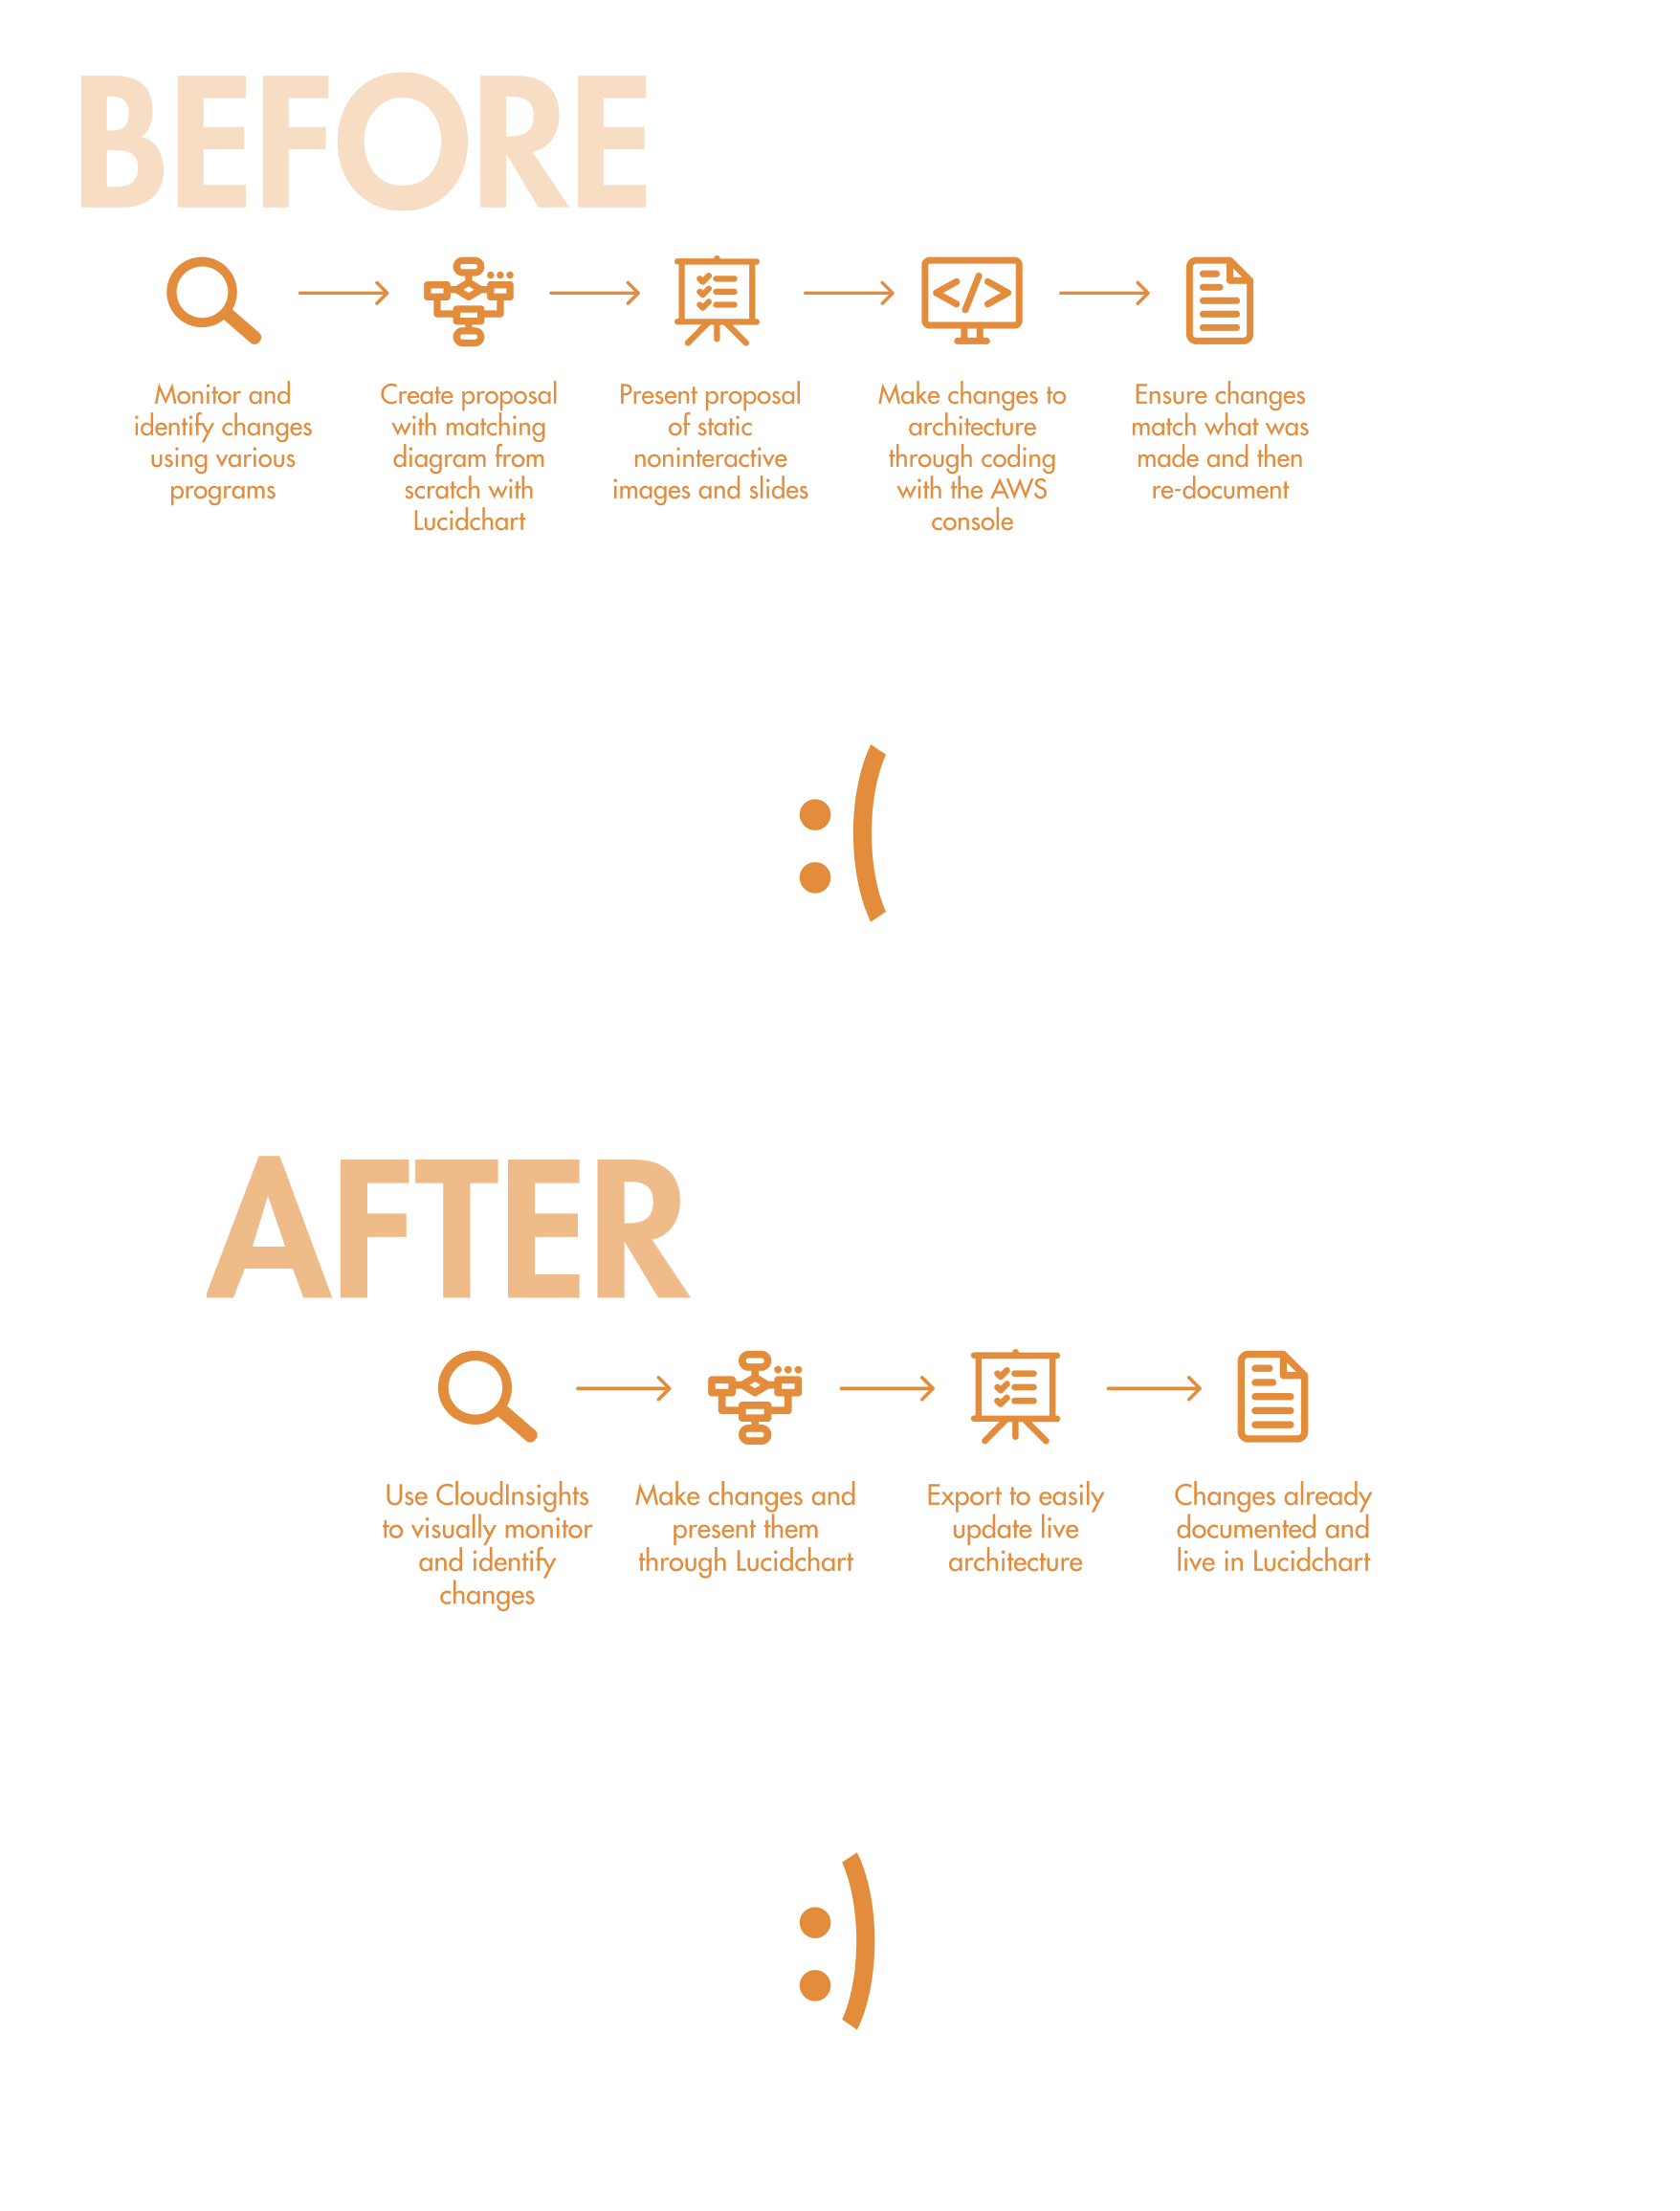 BEFORE
Monitor and
identify changes
using various
programs
Create proposal
with matching
diagram from
scratch with
Lucidchart
Present proposal
of static
noninteractive
images and slides
Make changes to
architecture
through coding
with the AWS
console
Ensure changes
match what was
made and then
re-document
:(
AFTER
Use CloudInsights
to visually monitor
and identify
changes
Make changes and
present them
through Lucidchart
Export to easily
update live
architecture
Changes already
documented and
live in Lucidchart
:)